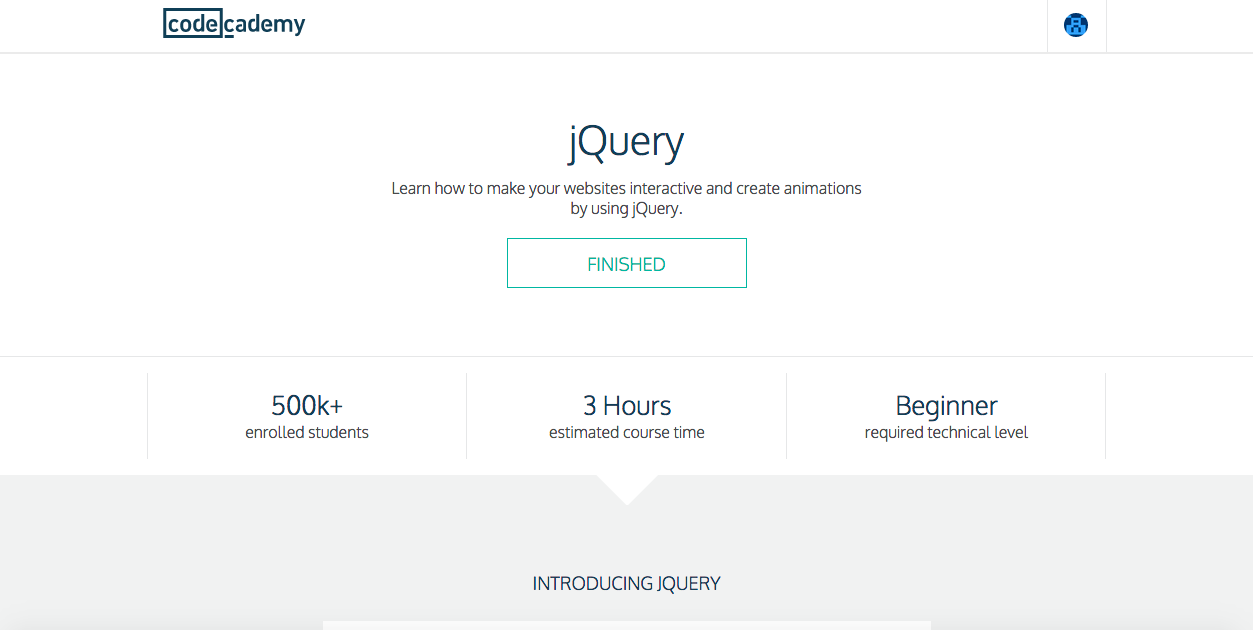 codecademy
jQuery
Learn how to make your websites interactive and create animations
by using jQuery.
FINISHED
500k+
enrolled students
3 Hours
estimated course time
Beginner
required technical level
INTRODUCING JQUERY